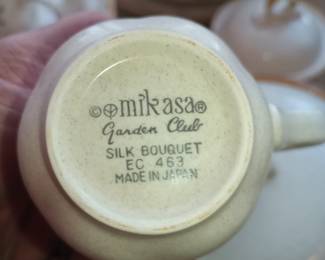 © mikasa®
Garden Club
SILK BOUQUET
EC 463
MADE IN JAPAN